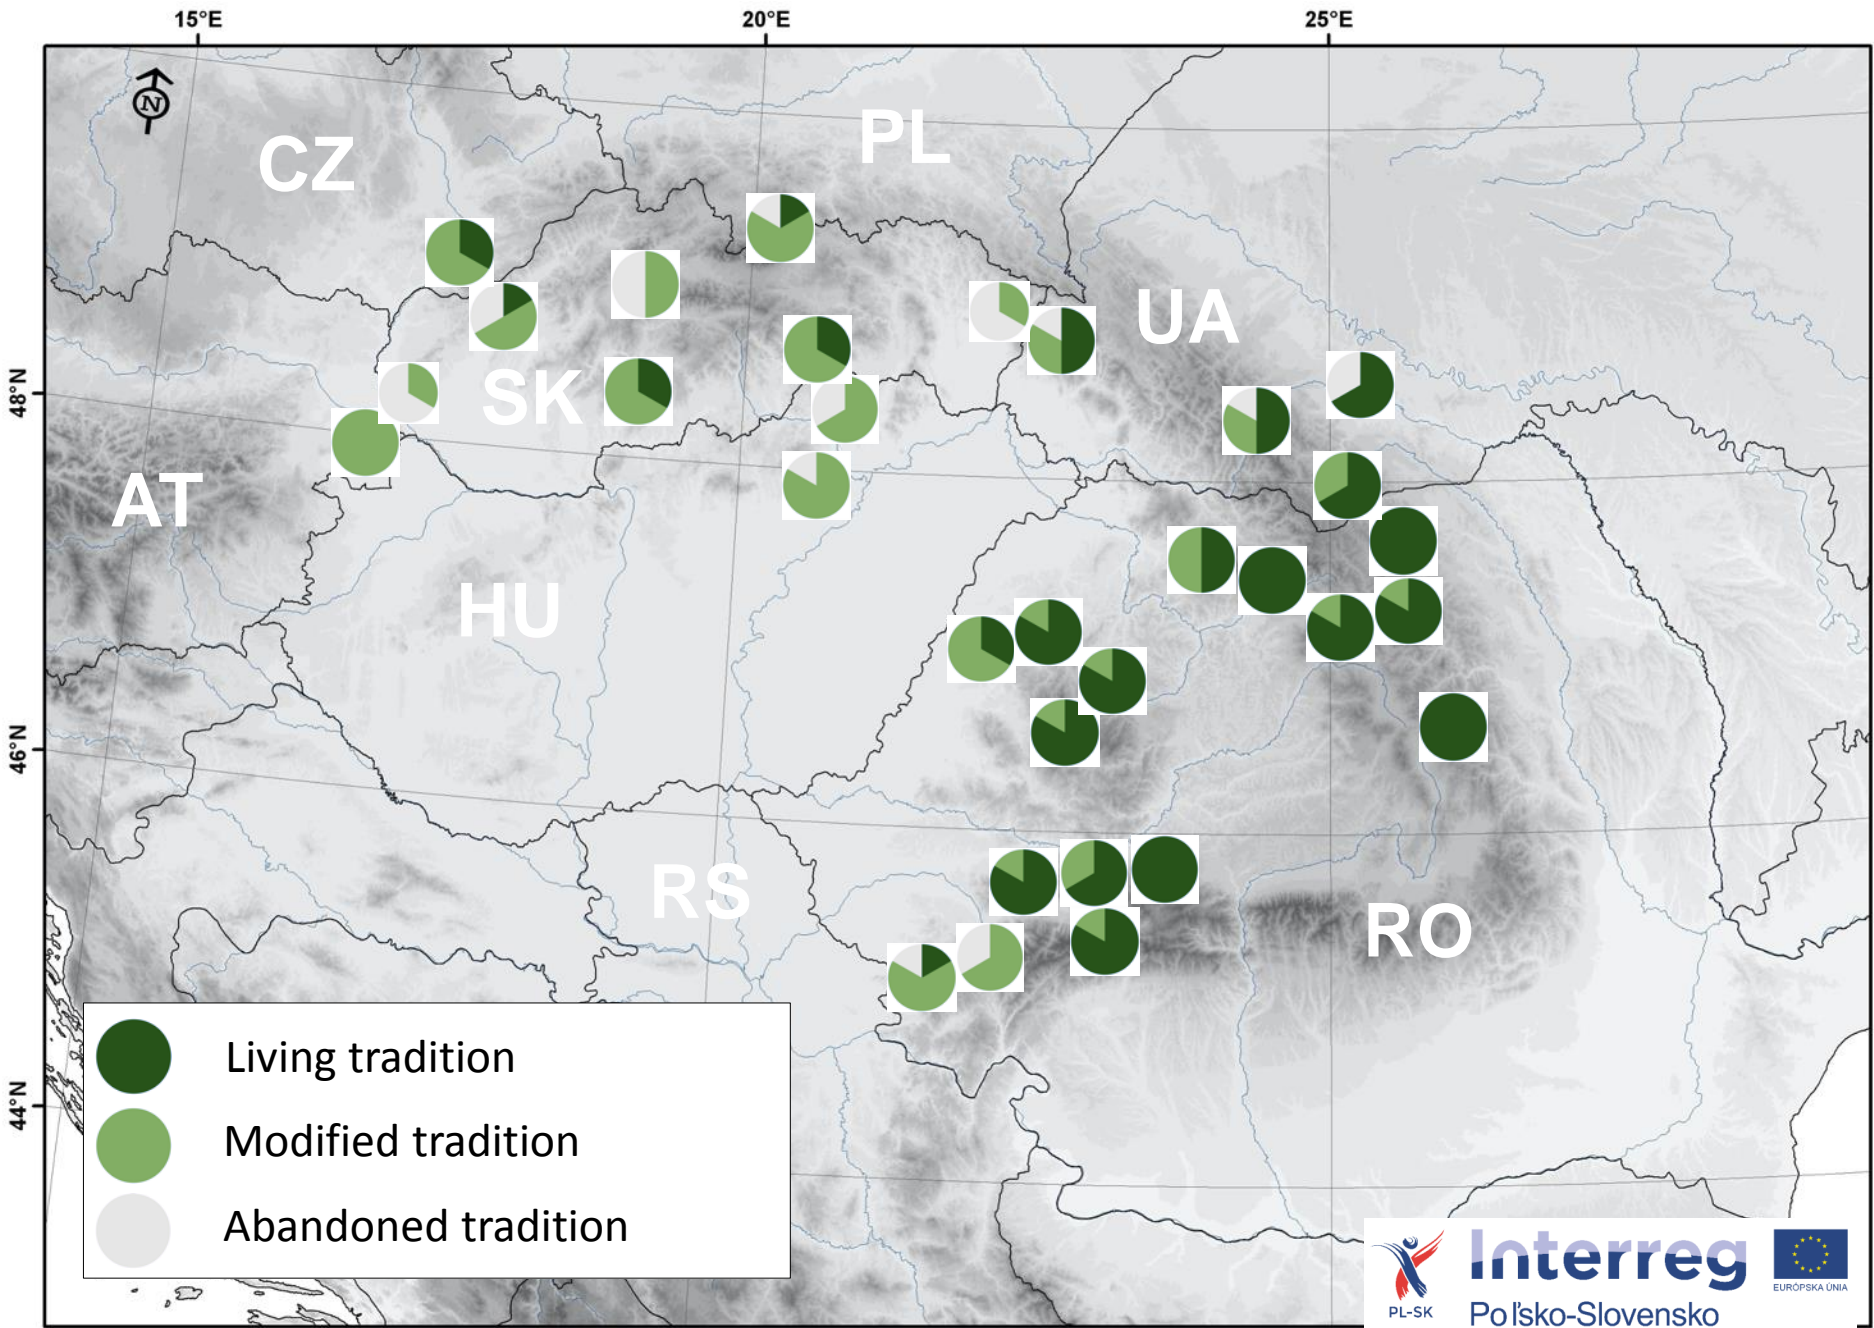 15°E 20°E 25°E
N
CZ
PL
UA
48°N
SK
AT
HU
46°N
RS
RO
44°N
Living tradition
Modified tradition
Abandoned tradition
PL-SK
Interreg
Poľsko-Slovensko
EURÓPSKA ÚNIA